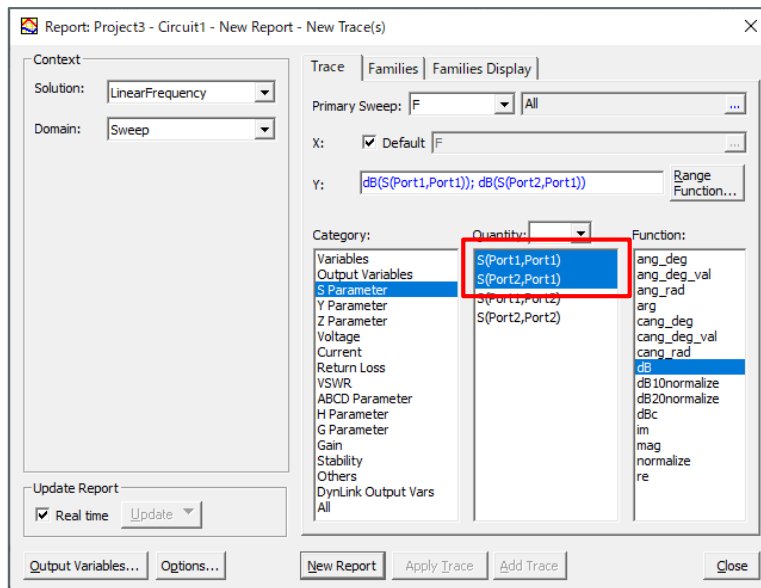 Report: Project3 - Circuit1 - New Report - New Trace(s)
Context
Solution: LinearFrequency
Domain: Sweep
Update Report
Real time Update
Output Variables... Options...
Trace Families Families Display
Primary Sweep: F All ...
X: Default F ...
Y: dB(S(Port1,Port1)); dB(S(Port2,Port1)) Range Function...
Category:
Variables
Output Variables
S Parameter
Y Parameter
Z Parameter
Voltage
Current
Return Loss
VSWR
ABCD Parameter
H Parameter
G Parameter
Gain
Stability
Others
DynLink Output Vars
All
Quantity:
S(Port1,Port1)
S(Port2,Port1)
S(Port1,Port2)
S(Port2,Port2)
Function:
ang_deg
ang_deg_val
ang_rad
arg
cang_deg
cang_deg_val
cang_rad
dB
dB10normalize
dB20normalize
dBc
im
mag
normalize
re
New Report Apply Trace Add Trace Close